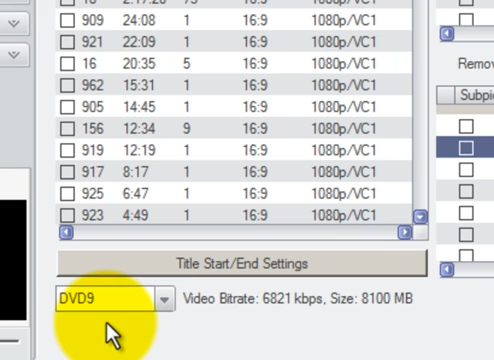 909 24:08 1 16:9 1080p/VC1
921 22:09 1 16:9 1080p/VC1
16 20:35 5 16:9 1080p/VC1
962 15:31 1 16:9 1080p/VC1
905 14:45 1 16:9 1080p/VC1
156 12:34 9 16:9 1080p/VC1
919 12:19 1 16:9 1080p/VC1
917 8:17 1 16:9 1080p/VC1
925 6:47 1 16:9 1080p/VC1
923 4:49 1 16:9 1080p/VC1
Title Start/End Settings
DVD9 Video Bitrate: 6821 kbps, Size: 8100 MB
Remov
Subpi